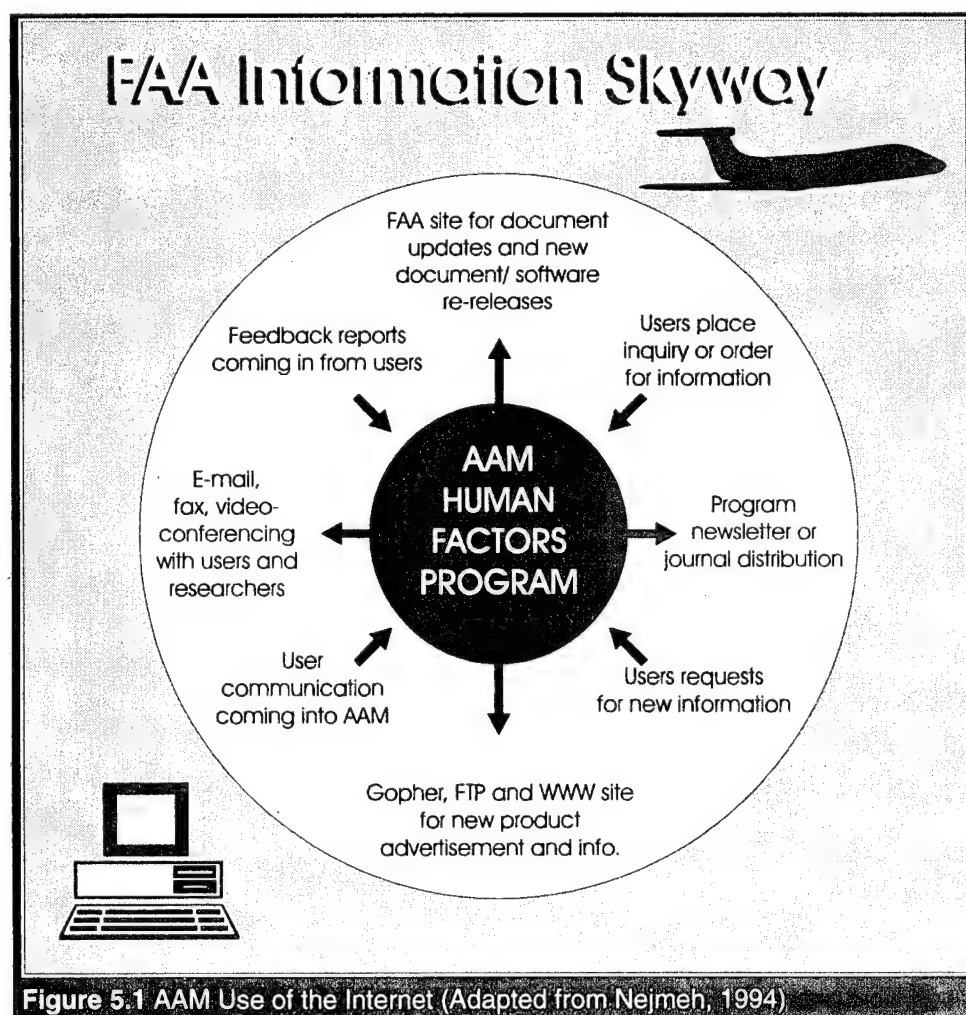 FAA Information Skyway
FAA site for document
updates and new
document/ software
re-releases
Users place
inquiry or order
for information
Program
newsletter or
journal distribution
Users requests
for new information
Gopher, FTP and WWW site
for new product
advertisement and info.
User
communication
coming into AAM
E-mail,
fax, video-
conferencing
with users and
researchers
Feedback reports
coming in from users
AAM
HUMAN
FACTORS
PROGRAM
Figure 5.1 AAM Use of the Internet (Adapted from Nejmeh, 1994)